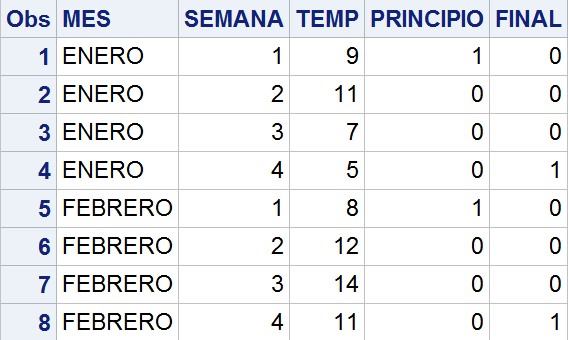 Obs MES SEMANA TEMP PRINCIPIO FINAL
1 ENERO 1 9 1 0
2 ENERO 2 11 0 0
3 ENERO 3 7 0 0
4 ENERO 4 5 0 1
5 FEBRERO 1 8 1 0
6 FEBRERO 2 12 0 0
7 FEBRERO 3 14 0 0
8 FEBRERO 4 11 0 1